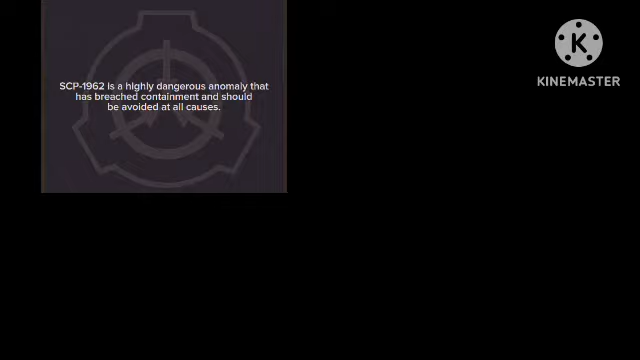 SCP-1962 Is a highly dangerous anomaly that
has breached containment and should
be avoided at all causes.
K
KINEMASTER